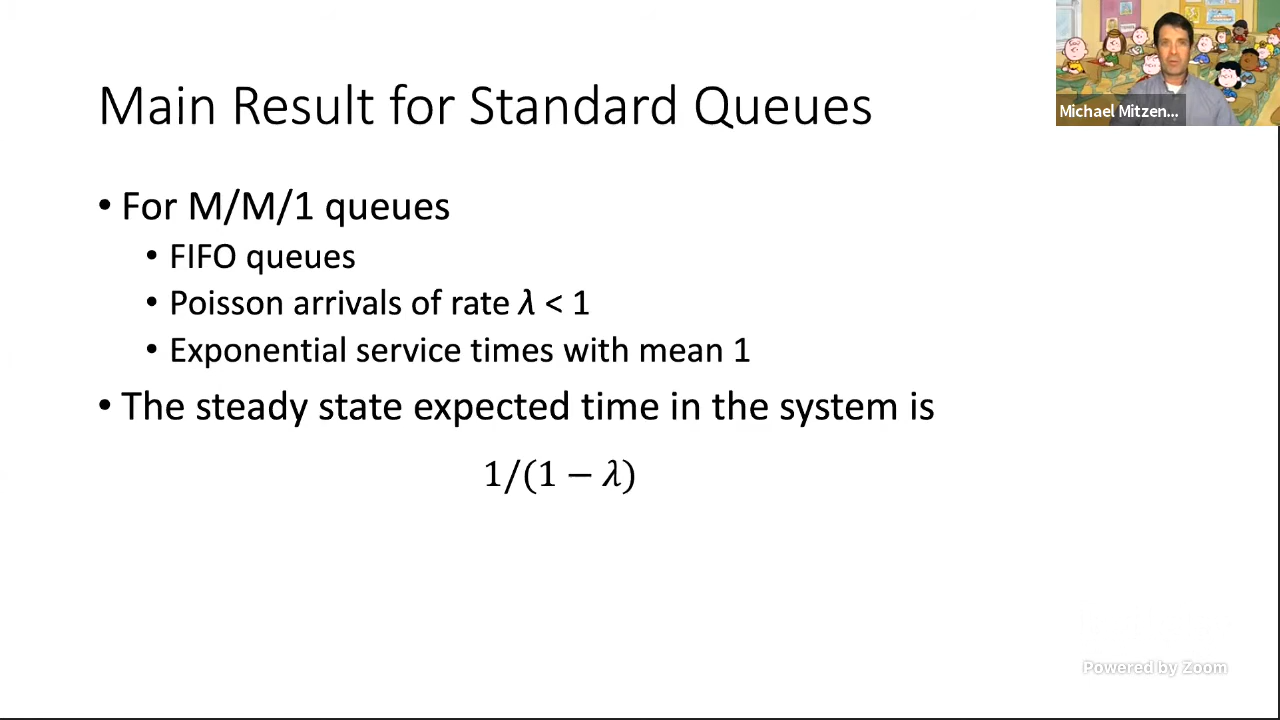 Main Result for Standard Queues
Michael Mitzen...
• For M/M/1 queues
• FIFO queues
• Poisson arrivals of rate λ < 1
• Exponential service times with mean 1
• The steady state expected time in the system is
1/(1 − λ)
Powered by Zoom